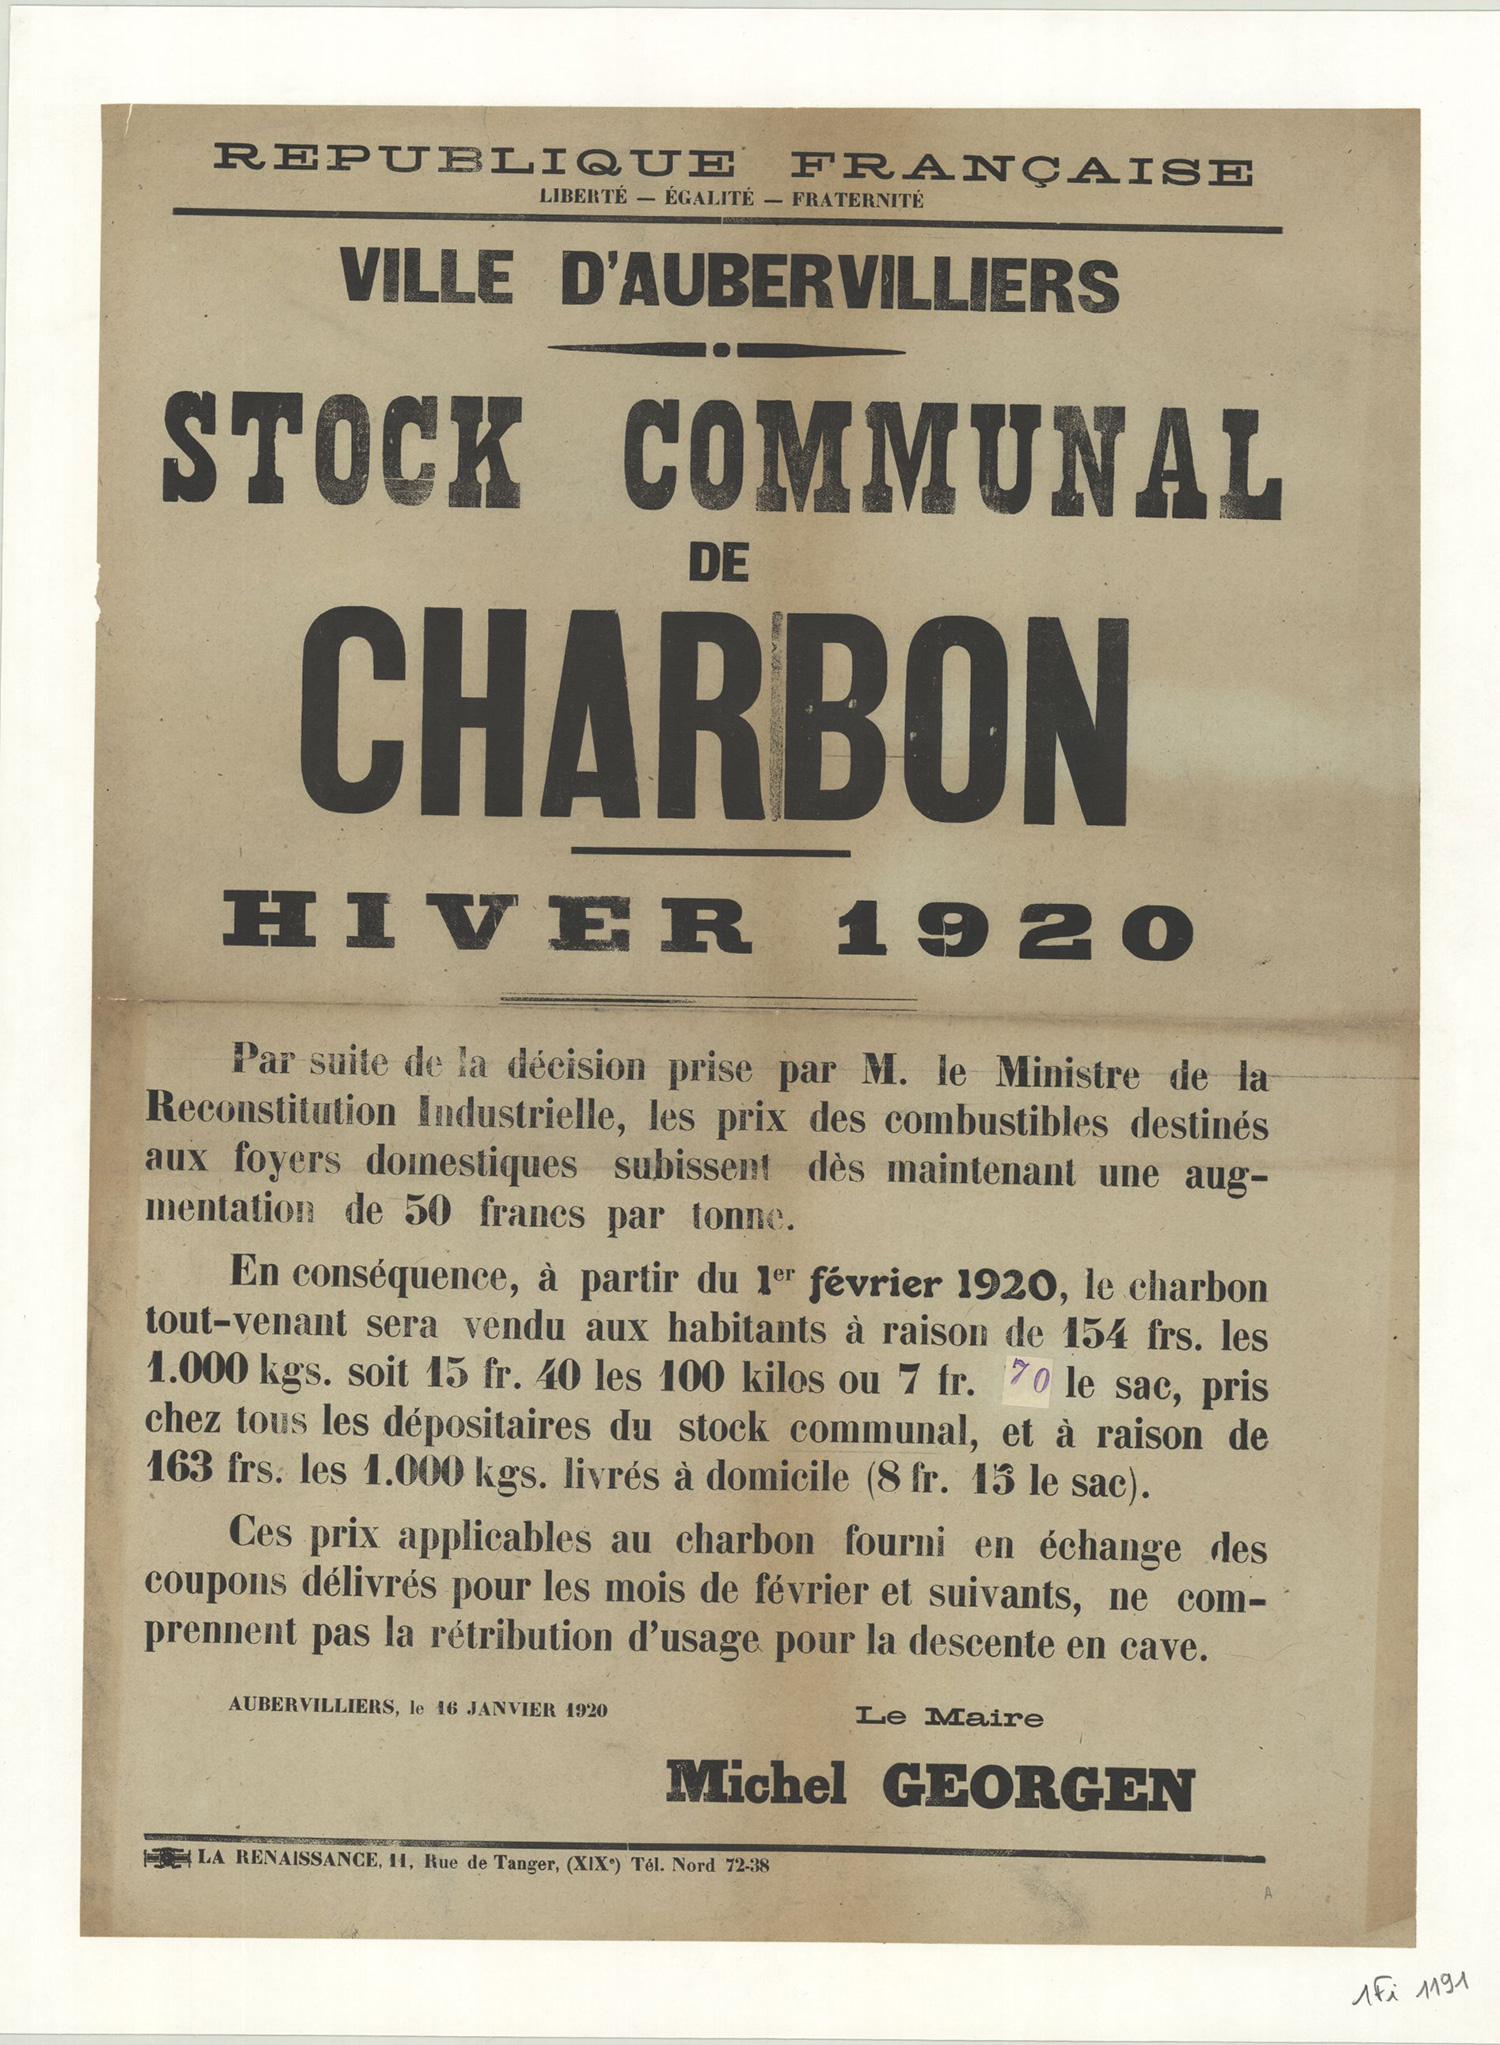 REPUBLIQUE FRANÇAISE
LIBERTÉ — ÉGALITÉ — FRATERNITÉ
VILLE D'AUBERVILLIERS
STOCK COMMUNAL
DE
CHARBON
HIVER 1920
Par suite de la décision prise par M. le Ministre de la
Reconstitution Industrielle, les prix des combustibles destinés
aux foyers domestiques subissent dès maintenant une aug-
mentation de 50 francs par tonne.
En conséquence, à partir du 1er février 1920, le charbon
tout-venant sera vendu aux habitants à raison de 154 frs. les
1.000 kgs. soit 15 fr. 40 les 100 kilos ou 7 fr. 70 le sac, pris
chez tous les dépositaires du stock communal, et à raison de
163 frs. les 1.000 kgs. livrés à domicile (8 fr. 15 le sac).
Ces prix applicables au charbon fourni en échange des
coupons délivrés pour les mois de février et suivants, ne com-
prennent pas la rétribution d'usage pour la descente en cave.
AUBERVILLIERS, le 16 JANVIER 1920
Le Maire
Michel GEORGEN
LA RENAISSANCE, 11, Rue de Tanger, (XIXe) Tél. Nord 72-38
A
1Fi 1191